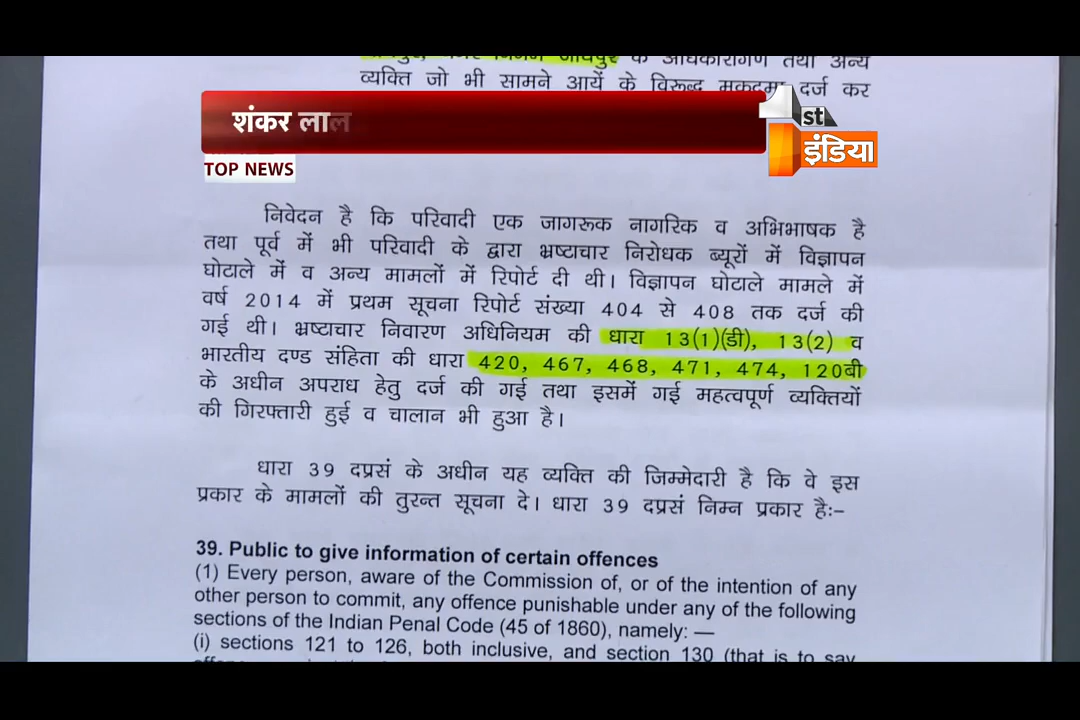 व्यक्ति जो भी सामने आयें के विरूद्ध मुकदमा दर्ज कर
शंकर लाल
1st
इंडिया
TOP NEWS
निवेदन है कि परिवादी एक जागरूक नागरिक व अभिभाषक है
तथा पूर्व में भी परिवादी के द्वारा भ्रष्टाचार निरोधक ब्यूरों में विज्ञापन
घोटाले में व अन्य मामलों में रिपोर्ट दी थी। विज्ञापन घोटाले मामले में
वर्ष 2014 में प्रथम सूचना रिपोर्ट संख्या 404 से 408 तक दर्ज की
गई थी। भ्रष्टाचार निवारण अधिनियम की धारा 13(1)(डी), 13(2) व
भारतीय दण्ड संहिता की धारा 420, 467, 468, 471, 474, 120बी
के अधीन अपराध हेतु दर्ज की गई तथा इसमें गई महत्वपूर्ण व्यक्तियों
की गिरफ्तारी हुई व चालान भी हुआ है।
धारा 39 दप्रसं के अधीन यह व्यक्ति की जिम्मेदारी है कि वे इस
प्रकार के मामलों की तुरन्त सूचना दे। धारा 39 दप्रसं निम्न प्रकार है:–
39. Public to give information of certain offences
(1) Every person, aware of the Commission of, or of the intention of any
other person to commit, any offence punishable under any of the following
sections of the Indian Penal Code (45 of 1860), namely: —
(i) sections 121 to 126, both inclusive, and section 130 (that is to say